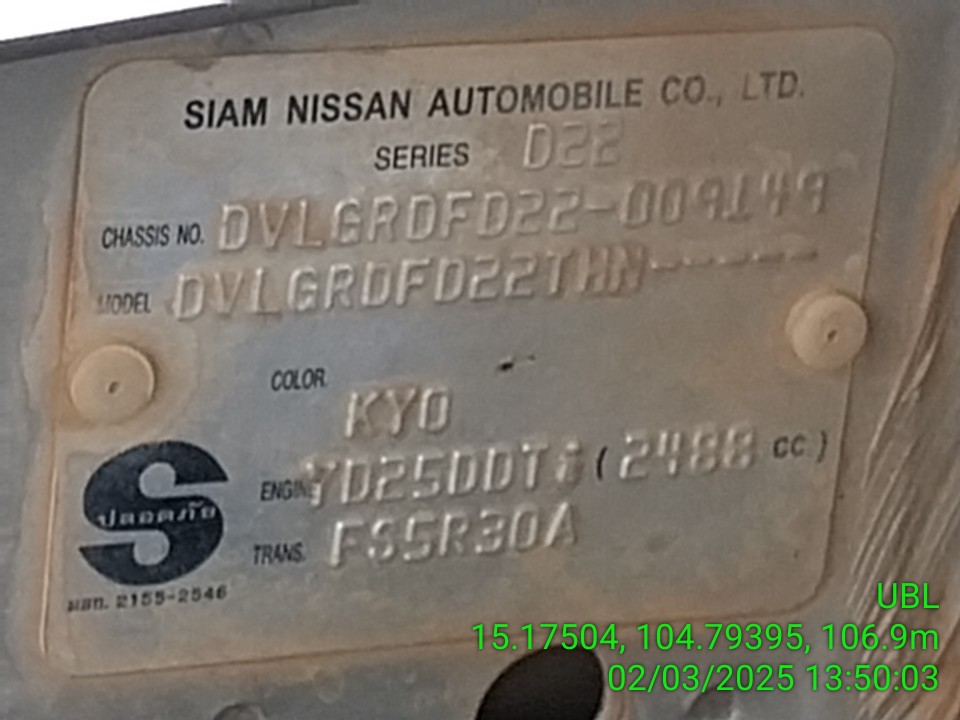 SIAM NISSAN AUTOMOBILE CO., LTD.
SERIES D22
CHASSIS NO. DVLGRDFD22-009149
MODEL DVLGRDFD22THN------
COLOR
KY0
ENGINE YD25DDTi (2488 cc)
TRANS. FS5R30A
ปลอดภัย
มอก. 2155-2546
UBL
15.17504, 104.79395, 106.9m
02/03/2025 13:50:03